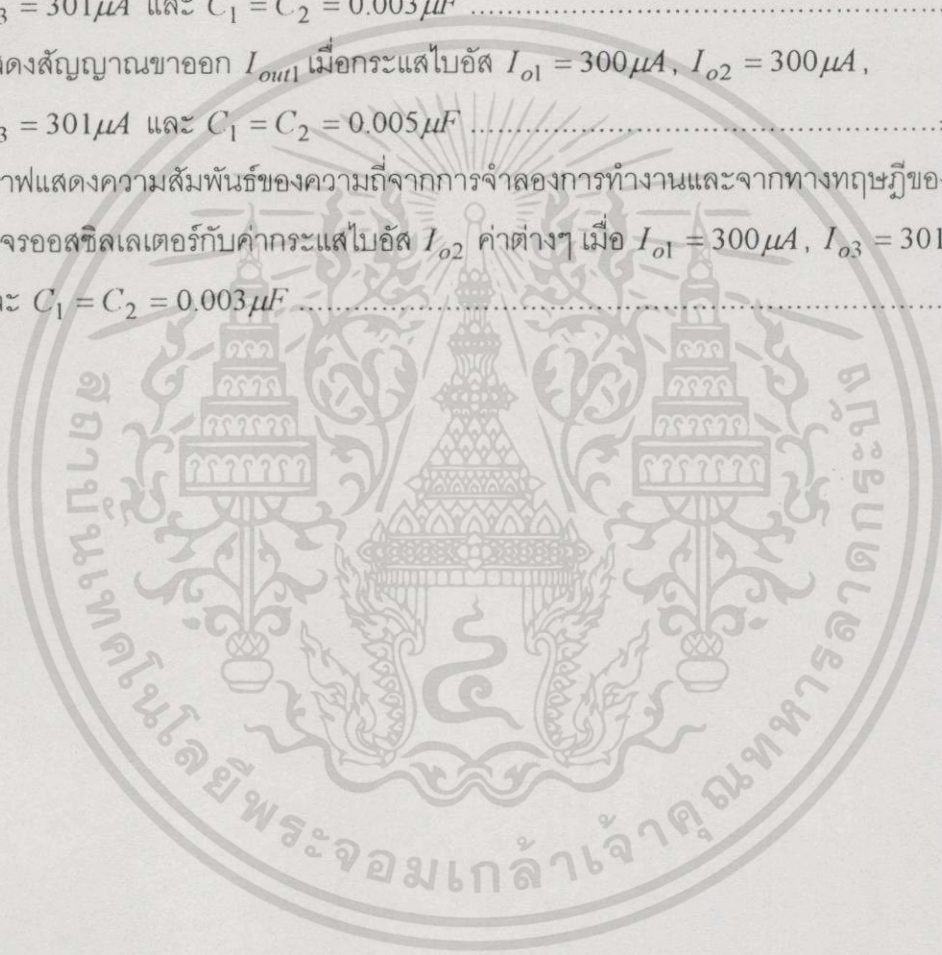 ₃ = 301μA และ C₁ = C₂ = 0.003μF ........................................
แสดงสัญญาณขาออก I_out1 เมื่อกระแสไบอัส I_o1 = 300μA, I_o2 = 300μA,
₃ = 301μA และ C₁ = C₂ = 0.005μF ........................................
าฟแสดงความสัมพันธ์ของความถี่จากการจำลองการทำงานและจากทางทฤษฎีของ
จรออสซิลเลเตอร์กับค่ากระแสไบอัส I_o2 ค่าต่างๆ เมื่อ I_o1 = 300μA, I_o3 = 301
ละ C₁ = C₂ = 0.003μF ........................................
สถาบันเทคโนโลยีพระจอมเกล้าเจ้าคุณทหารลาดกระบัง